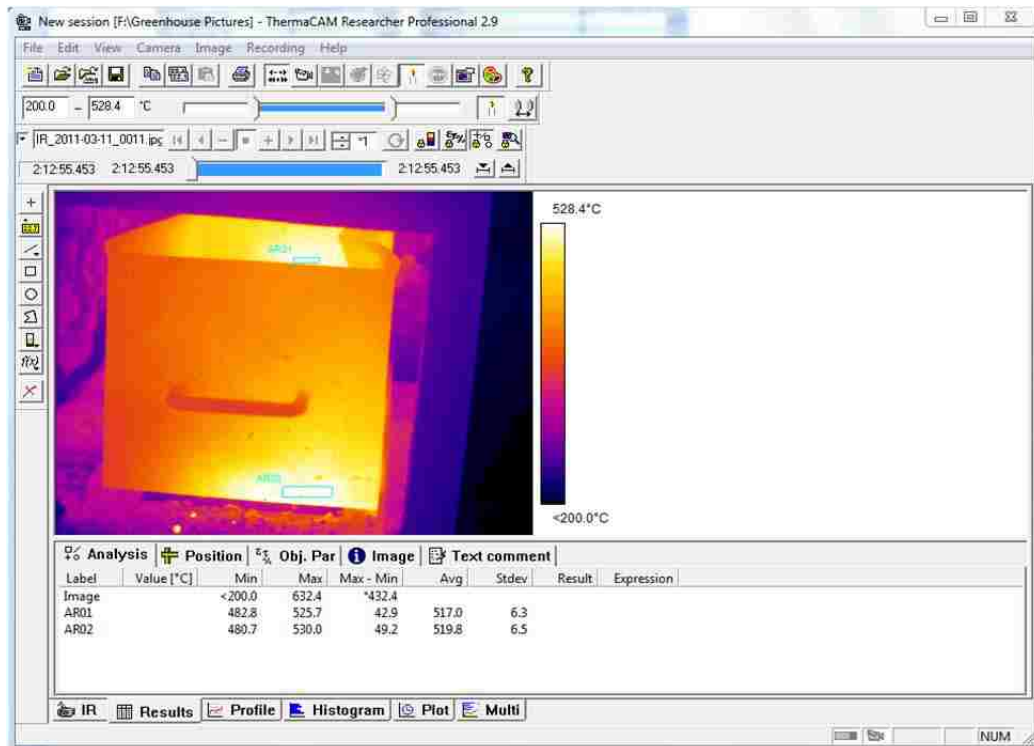 New session [F:\Greenhouse Pictures] - ThermaCAM Researcher Professional 2.9
File Edit View Camera Image Recording Help
200.0 - 528.4 °C
IR_2011-03-11_0011.jpg *1
2:12:55.453 2:12:55.453 2:12:55.453
528.4°C
AR01
AR02
<200.0°C
Analysis Position Obj. Par Image Text comment
Label Value [°C] Min Max Max - Min Avg Stdev Result Expression
Image <200.0 632.4 *432.4
AR01 482.8 525.7 42.9 517.0 6.3
AR02 480.7 530.0 49.2 519.8 6.5
IR Results Profile Histogram Plot Multi
NUM